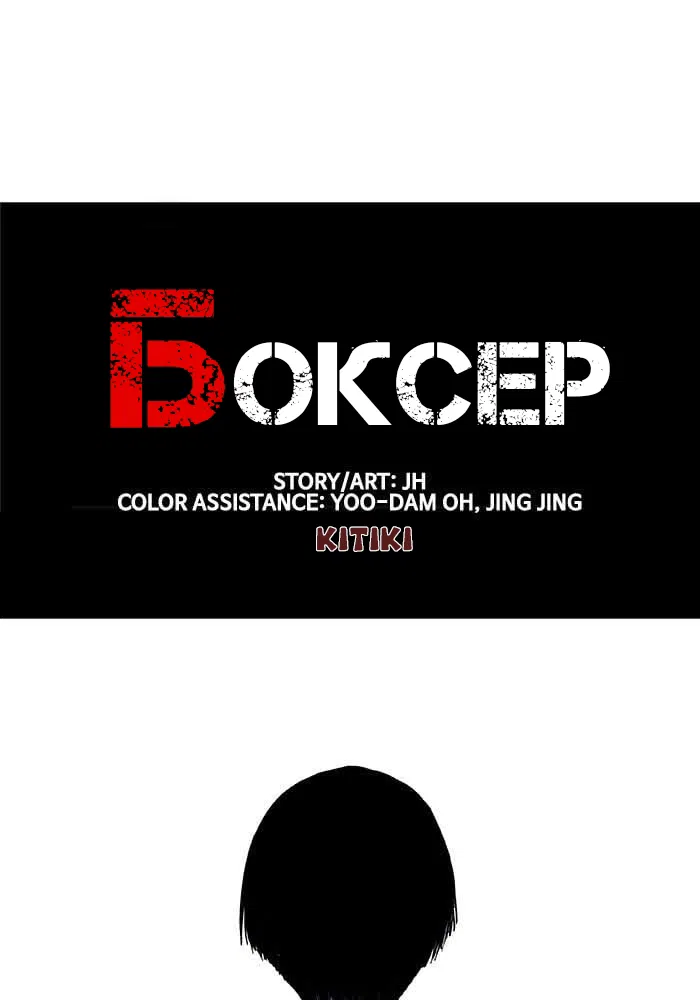 БОКСЕР
STORY/ART: JH
COLOR ASSISTANCE: YOO-DAM OH, JING JING
KITIKI